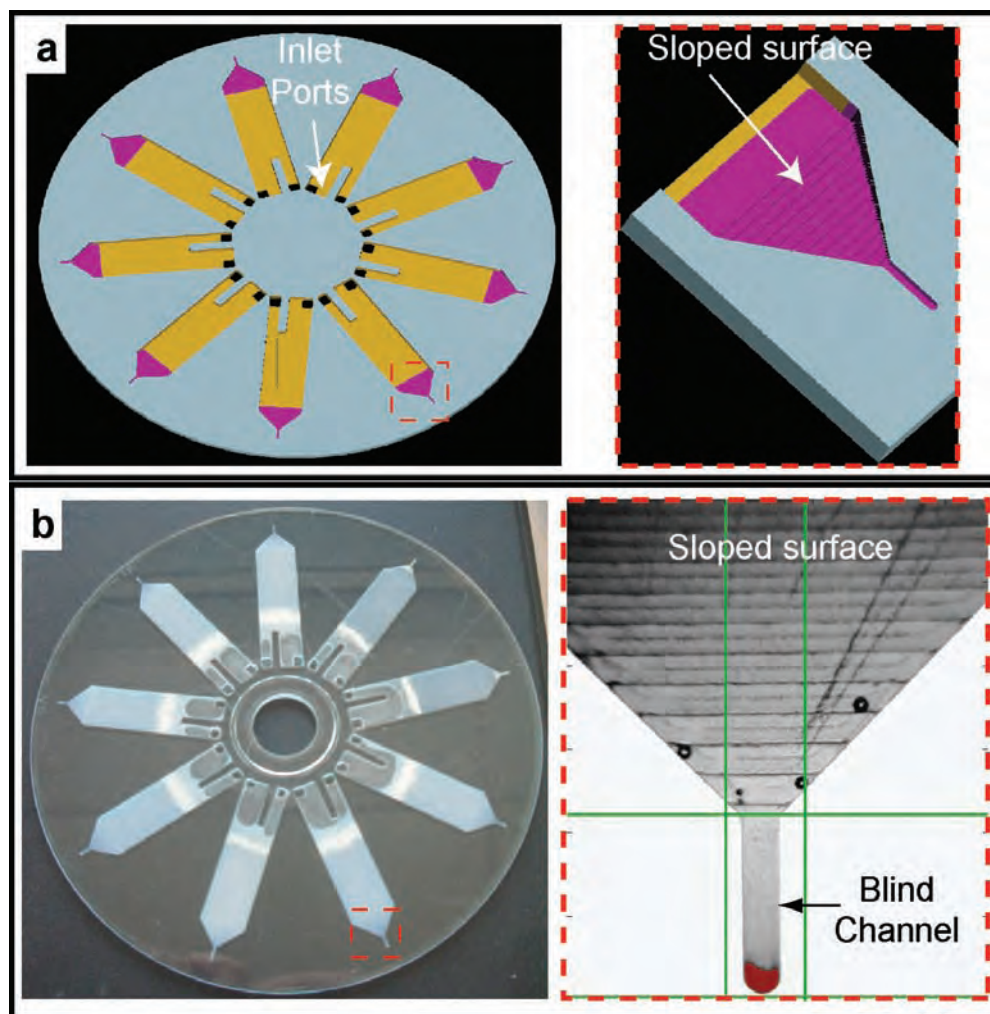 a
Inlet
Ports
Sloped surface
b
Sloped surface
Blind
Channel